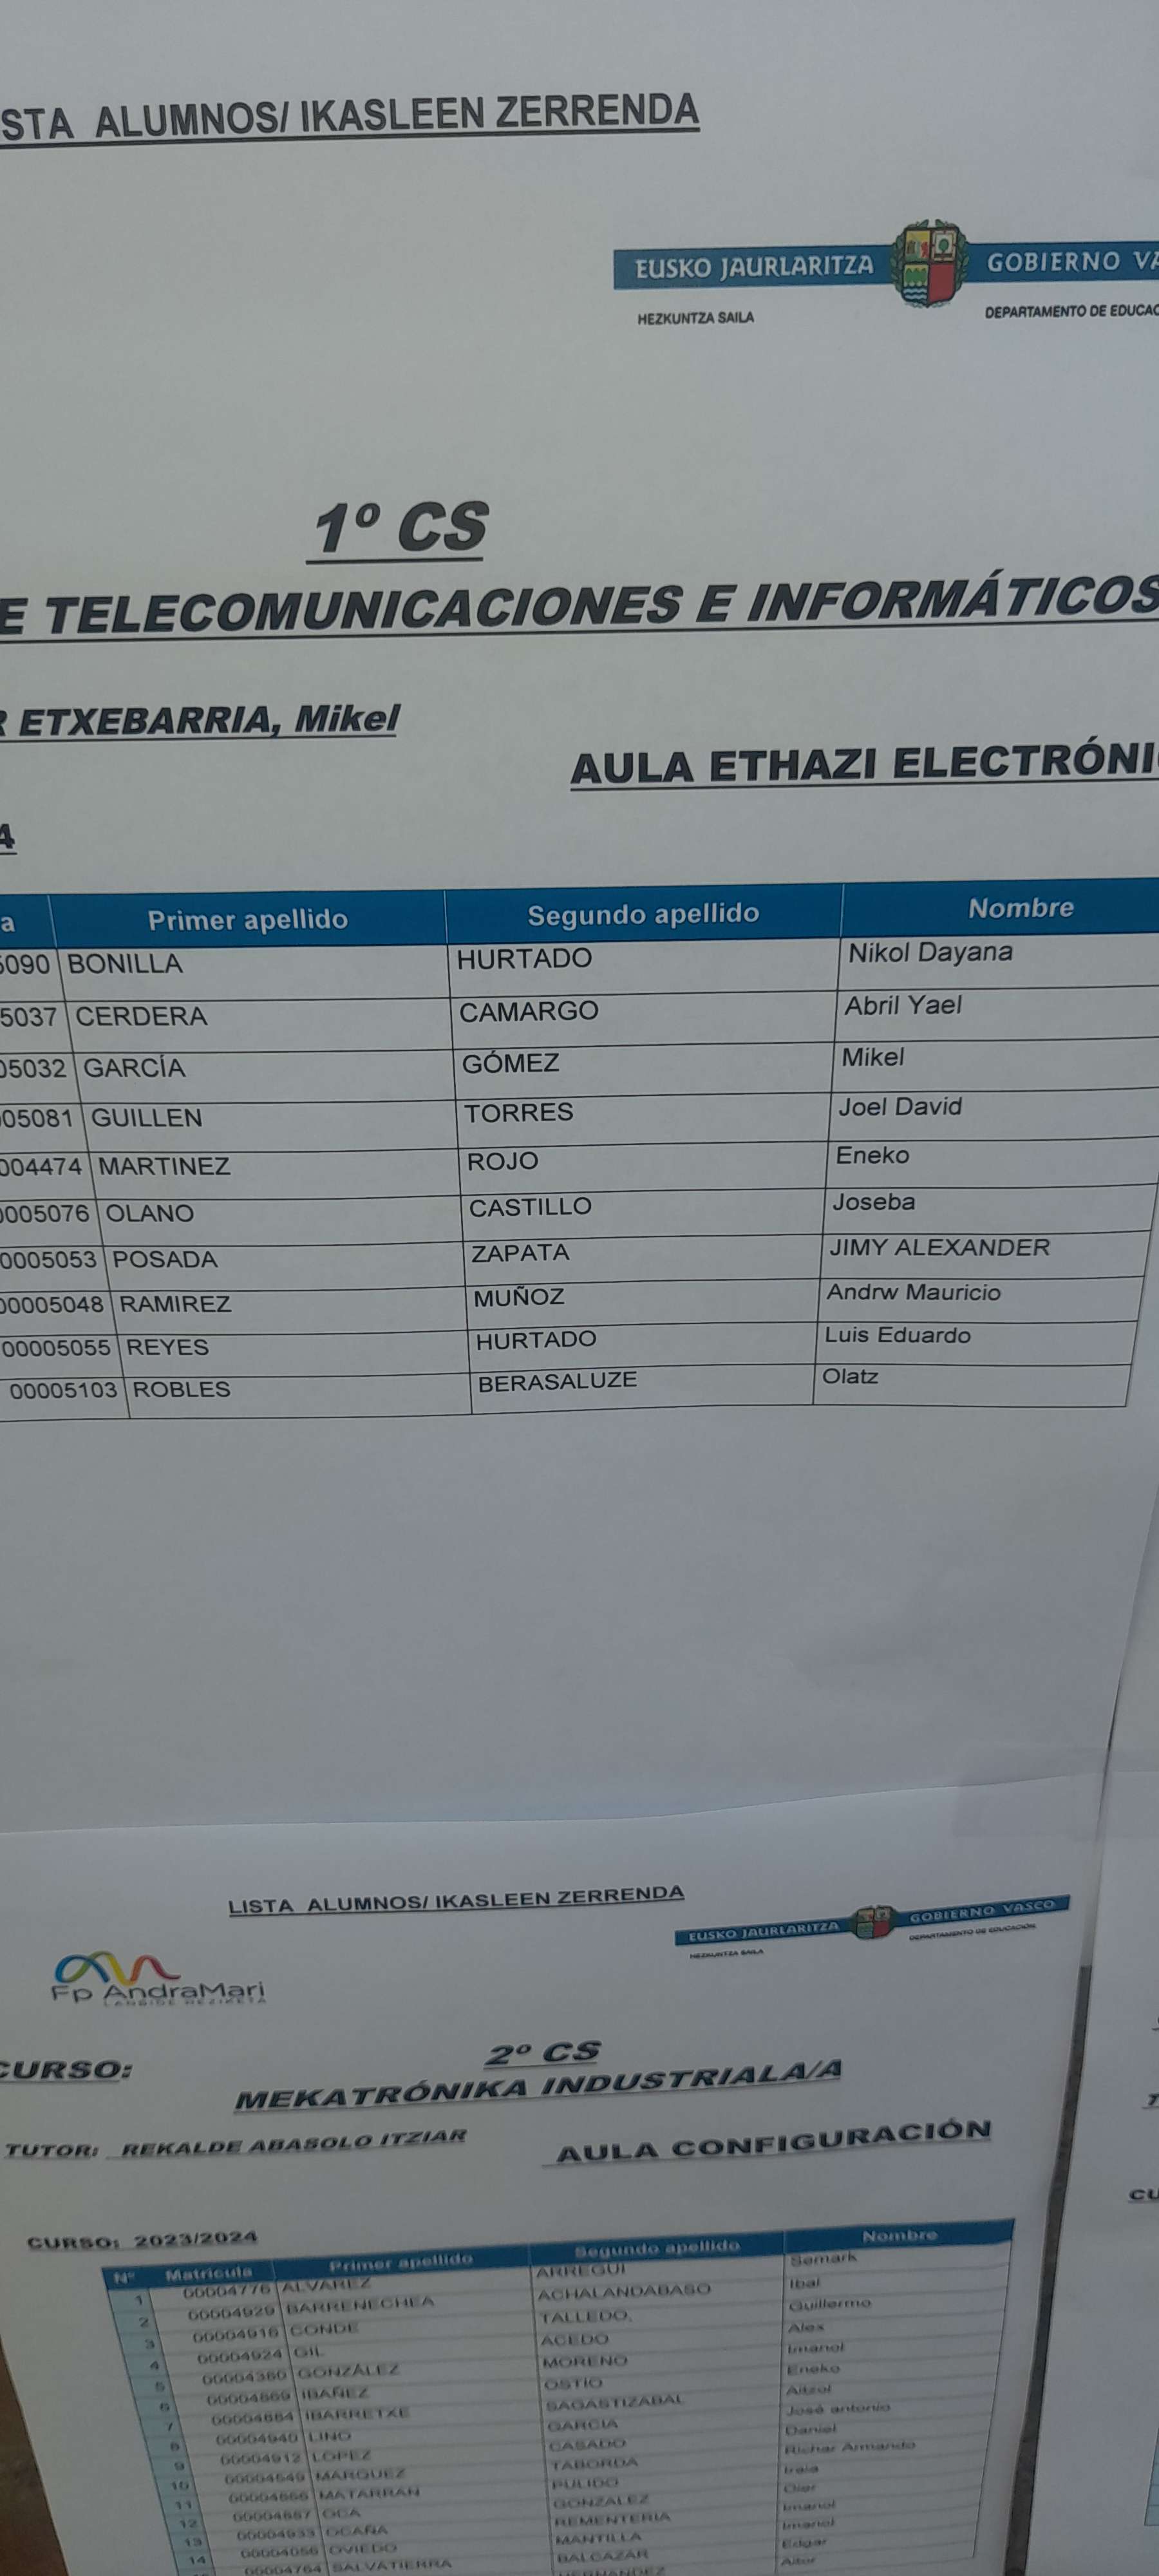 STA ALUMNOS/ IKASLEEN ZERRENDA
EUSKO JAURLARITZA GOBIERNO VA
HEZKUNTZA SAILA DEPARTAMENTO DE EDUCAC
1º CS
E TELECOMUNICACIONES E INFORMÁTICOS
R ETXEBARRIA, Mikel
AULA ETHAZI ELECTRÓNI
4
a Primer apellido Segundo apellido Nombre
5090 BONILLA HURTADO Nikol Dayana
5037 CERDERA CAMARGO Abril Yael
05032 GARCÍA GÓMEZ Mikel
005081 GUILLEN TORRES Joel David
004474 MARTINEZ ROJO Eneko
0005076 OLANO CASTILLO Joseba
0005053 POSADA ZAPATA JIMY ALEXANDER
00005048 RAMIREZ MUÑOZ Andrw Mauricio
00005055 REYES HURTADO Luis Eduardo
00005103 ROBLES BERASALUZE Olatz
LISTA ALUMNOS/ IKASLEEN ZERRENDA
EUSKO JAURLARITZA GOBIERNO VASCO
HEZKUNTZA SAILA DEPARTAMENTO DE EDUCACIÓN
Fp AndraMari
LANBIDE HEZIKETA
CURSO: 2º CS
MEKATRÓNIKA INDUSTRIALA/A
TUTOR: REKALDE ABASOLO ITZIAR AULA CONFIGURACIÓN
CU
CURSO: 2023/2024
Nº Matrícula Primer apellido Segundo apellido Nombre
1 00004776 ALVAREZ ARREGUI Semark
2 00004929 BARRENECHEA ACHALANDABASO Ibai
3 00004916 CONDE TALLEDO, Guillermo
4 00004924 GIL ACEDO Alex
5 00004380 GONZÁLEZ MORENO Imanol
6 IBAÑEZ OSTIO Eneko
7 IBARRETXE SAGASTIZABAL Aitzol
8 00004940 LINO GARCIA José antonio
9 00004912 LOPEZ CASADO Daniel
10 MARQUEZ TABORDA Richar Armando
11 MATARRAN PULIDO Iraia
12 OCA GONZALEZ Oier
13 00004933 OCAÑA REMENTERIA Imanol
14 00004056 OVIEDO MANTILLA Imanol
00004764 SALVATIERRA BALCAZAR Edgar
HERNANDEZ Aitor